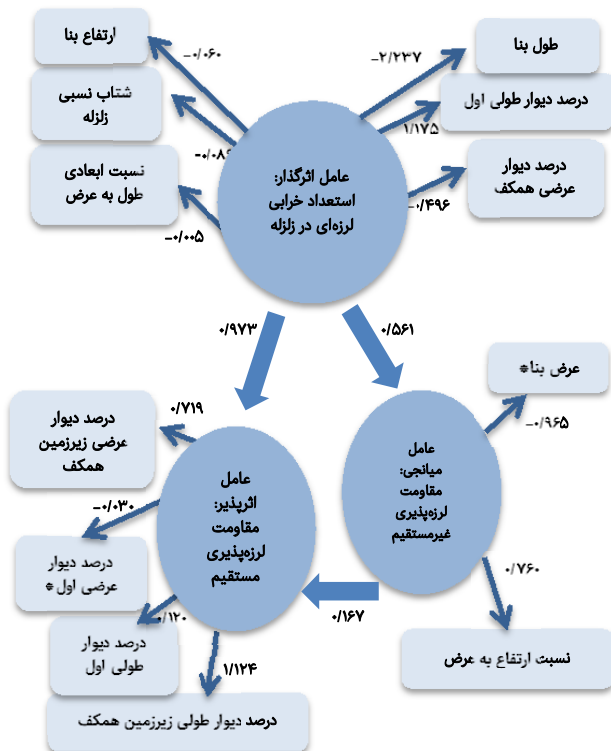 ارتفاع بنا
−۰/۰۶۰
طول بنا
−۲/۲۳۷
شتاب نسبی
زلزله
درصد دیوار طولی اول
۱/۱۷۵
عامل اثرگذار:
استعداد خرابی
لرزه‌ای در زلزله
نسبت ابعادی
طول به عرض
−۰/۰۰۵
درصد دیوار
عرضی همکف
−۰/۴۹۶
۰/۹۷۳
۰/۵۶۱
عرض بنا*
−۰/۹۶۵
درصد دیوار
عرضی زیرزمین
همکف
۰/۷۱۹
عامل
میانجی:
مقاومت
لرزه‌پذیری
غیرمستقیم
عامل
اثرپذیر:
مقاومت
لرزه‌پذیری
مستقیم
−۰/۰۳۰
درصد دیوار
عرضی اول*
۰/۷۶۰
۰/۱۶۷
۰/۱۲۰
درصد دیوار
طولی اول
نسبت ارتفاع به عرض
۱/۱۲۴
درصد دیوار طولی زیرزمین همکف